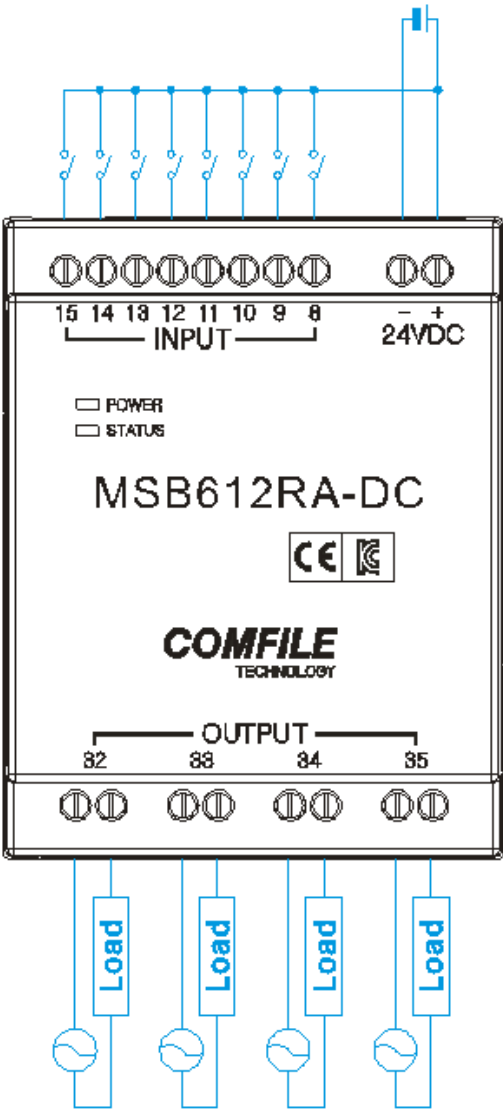 15 14 13 12 11 10 9 8
INPUT
- +
24VDC
POWER
STATUS
MSB612RA-DC
CE
COMFILE
TECHNOLOGY
OUTPUT
32 33 34 35
Load Load Load Load